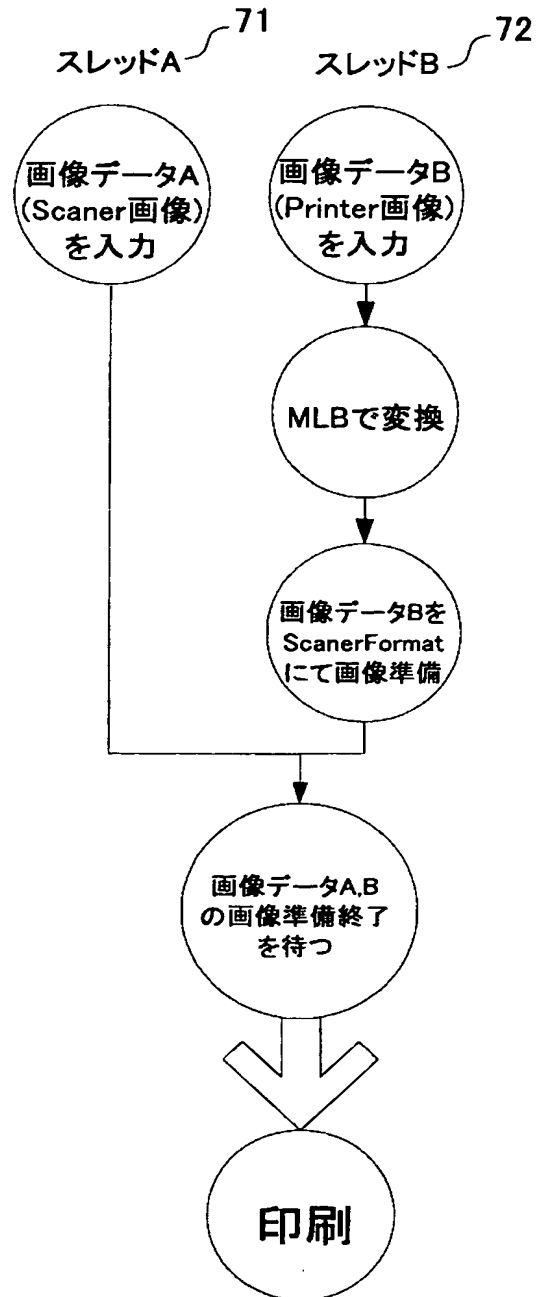 71
スレッドA
72
スレッドB
画像データA
(Scaner画像)
を入力
画像データB
(Printer画像)
を入力
MLBで変換
画像データBを
ScanerFormat
にて画像準備
画像データA,B
の画像準備終了
を待つ
印刷